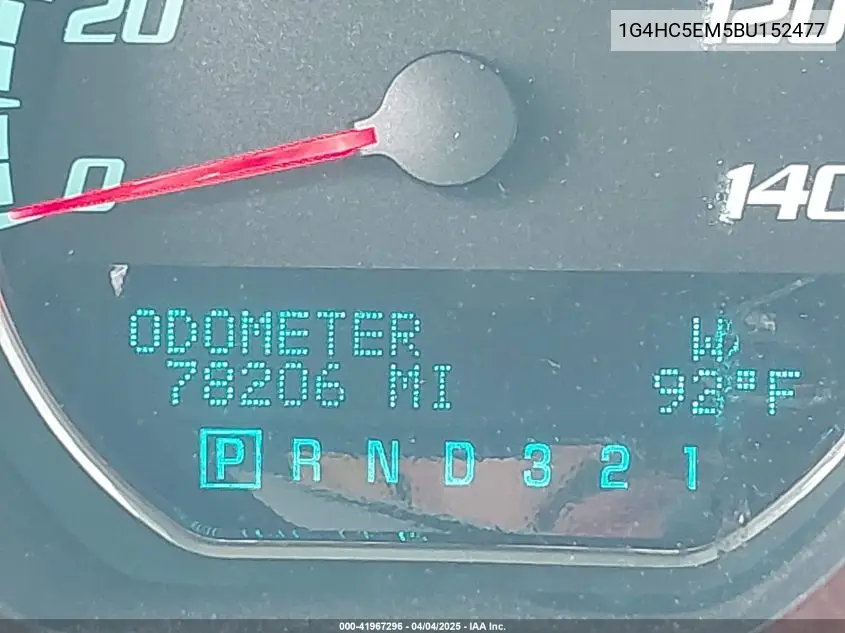 1G4HC5EM5BU152477
20
120
0
140
ODOMETER W
78206 MI 92°F
P R N D 3 2 1
000-41967296 - 04/04/2025 - IAA Inc.